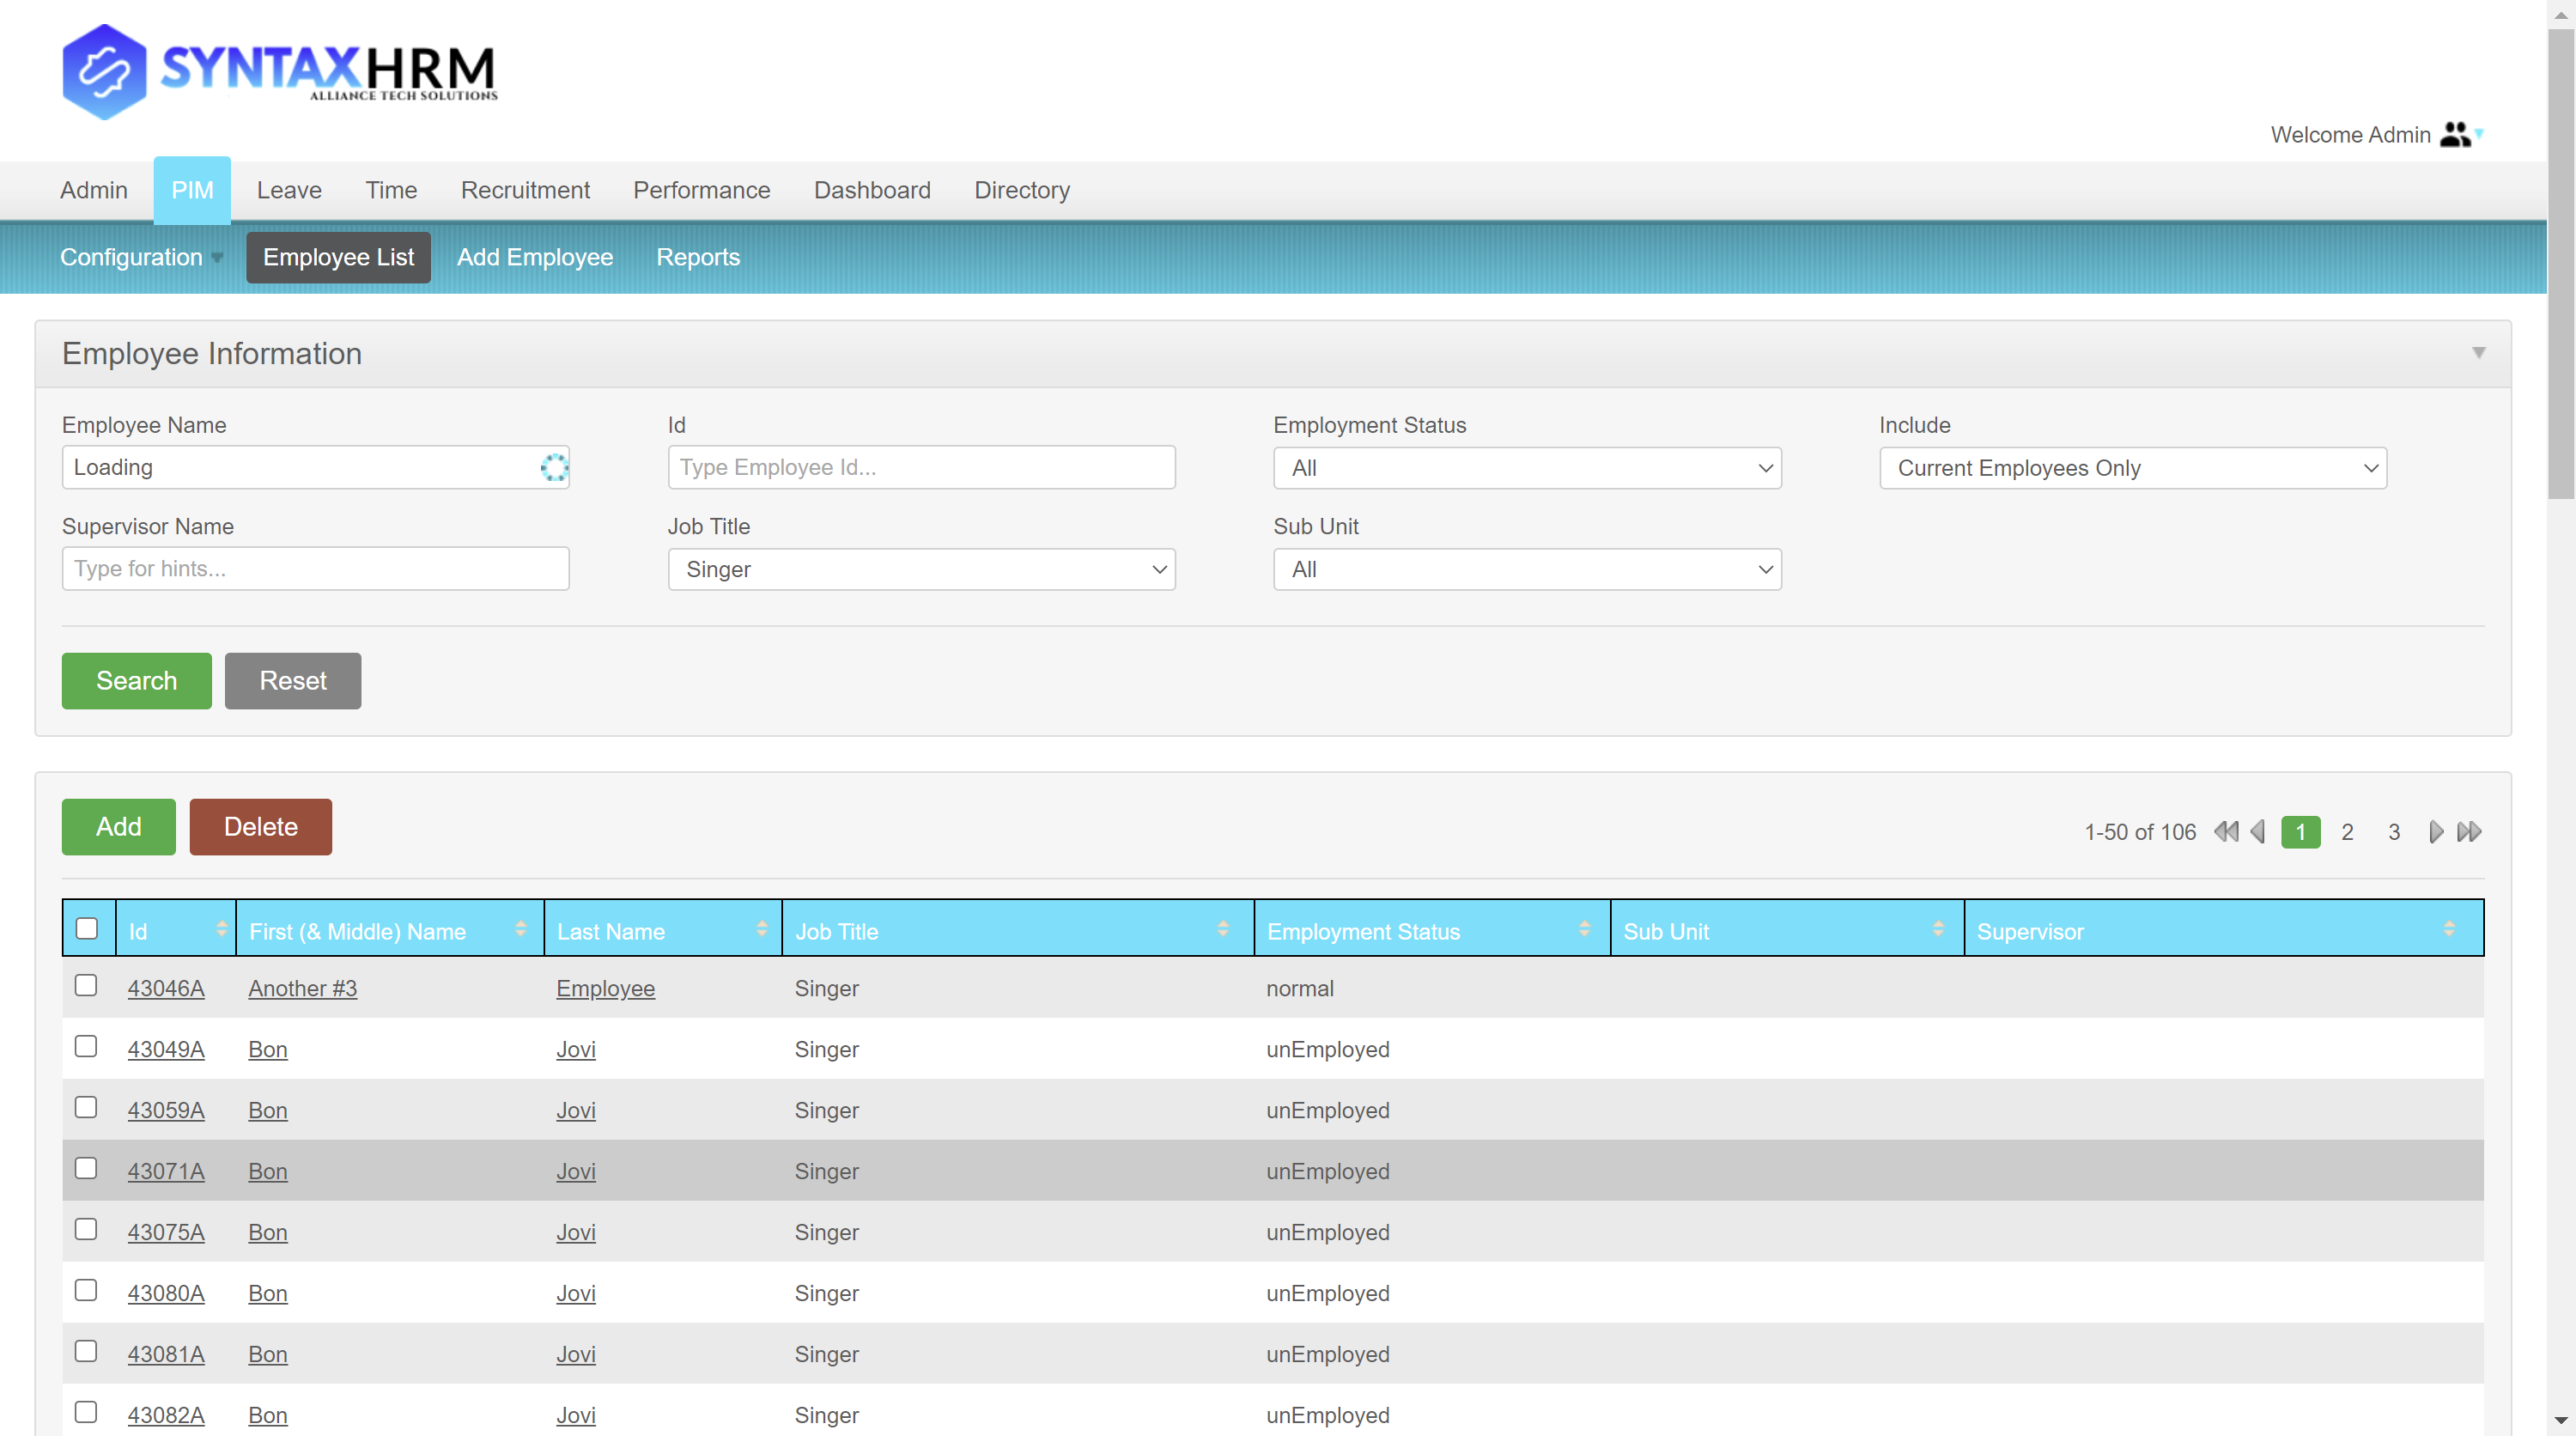 SYNTAXHRM
ALLIANCE TECH SOLUTIONS
Welcome Admin
Admin PIM Leave Time Recruitment Performance Dashboard Directory
Configuration Employee List Add Employee Reports
Employee Information
Employee Name Id Employment Status Include
Loading Type Employee Id... All Current Employees Only
Supervisor Name Job Title Sub Unit
Type for hints... Singer All
Search Reset
Add Delete 1-50 of 106 1 2 3
Id First (& Middle) Name Last Name Job Title Employment Status Sub Unit Supervisor
43046A Another #3 Employee Singer normal
43049A Bon Jovi Singer unEmployed
43059A Bon Jovi Singer unEmployed
43071A Bon Jovi Singer unEmployed
43075A Bon Jovi Singer unEmployed
43080A Bon Jovi Singer unEmployed
43081A Bon Jovi Singer unEmployed
43082A Bon Jovi Singer unEmployed